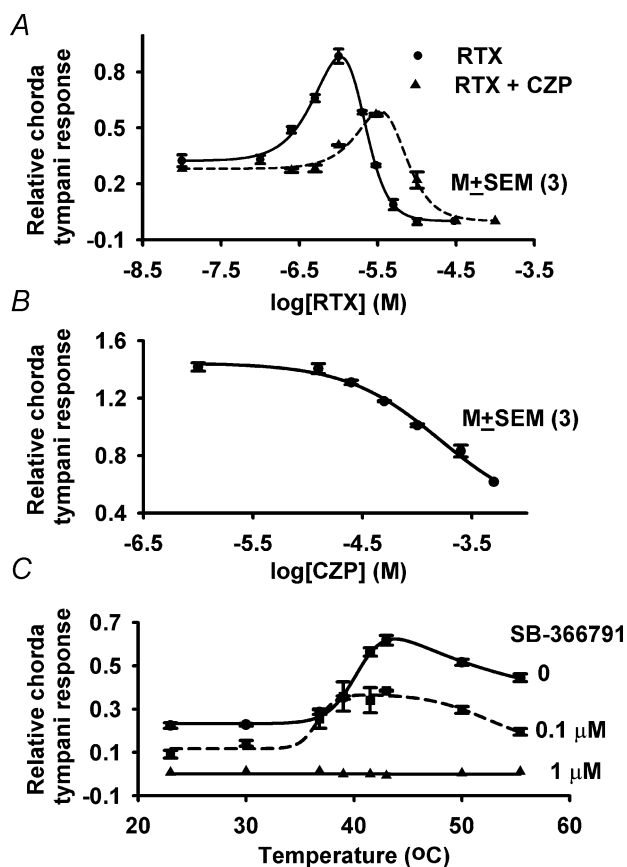 A
Relative chorda
tympani response
0.8
0.5
0.2
-0.1
RTX
RTX + CZP
M±SEM (3)
-8.5 -7.5 -6.5 -5.5 -4.5 -3.5
log[RTX] (M)
B
Relative chorda
tympani response
1.6
1.2
0.8
0.4
M±SEM (3)
-6.5 -5.5 -4.5 -3.5
log[CZP] (M)
C
Relative chorda
tympani response
0.7
0.5
0.3
0.1
-0.1
SB-366791
0
0.1 μM
1 μM
20 30 40 50 60
Temperature (oC)